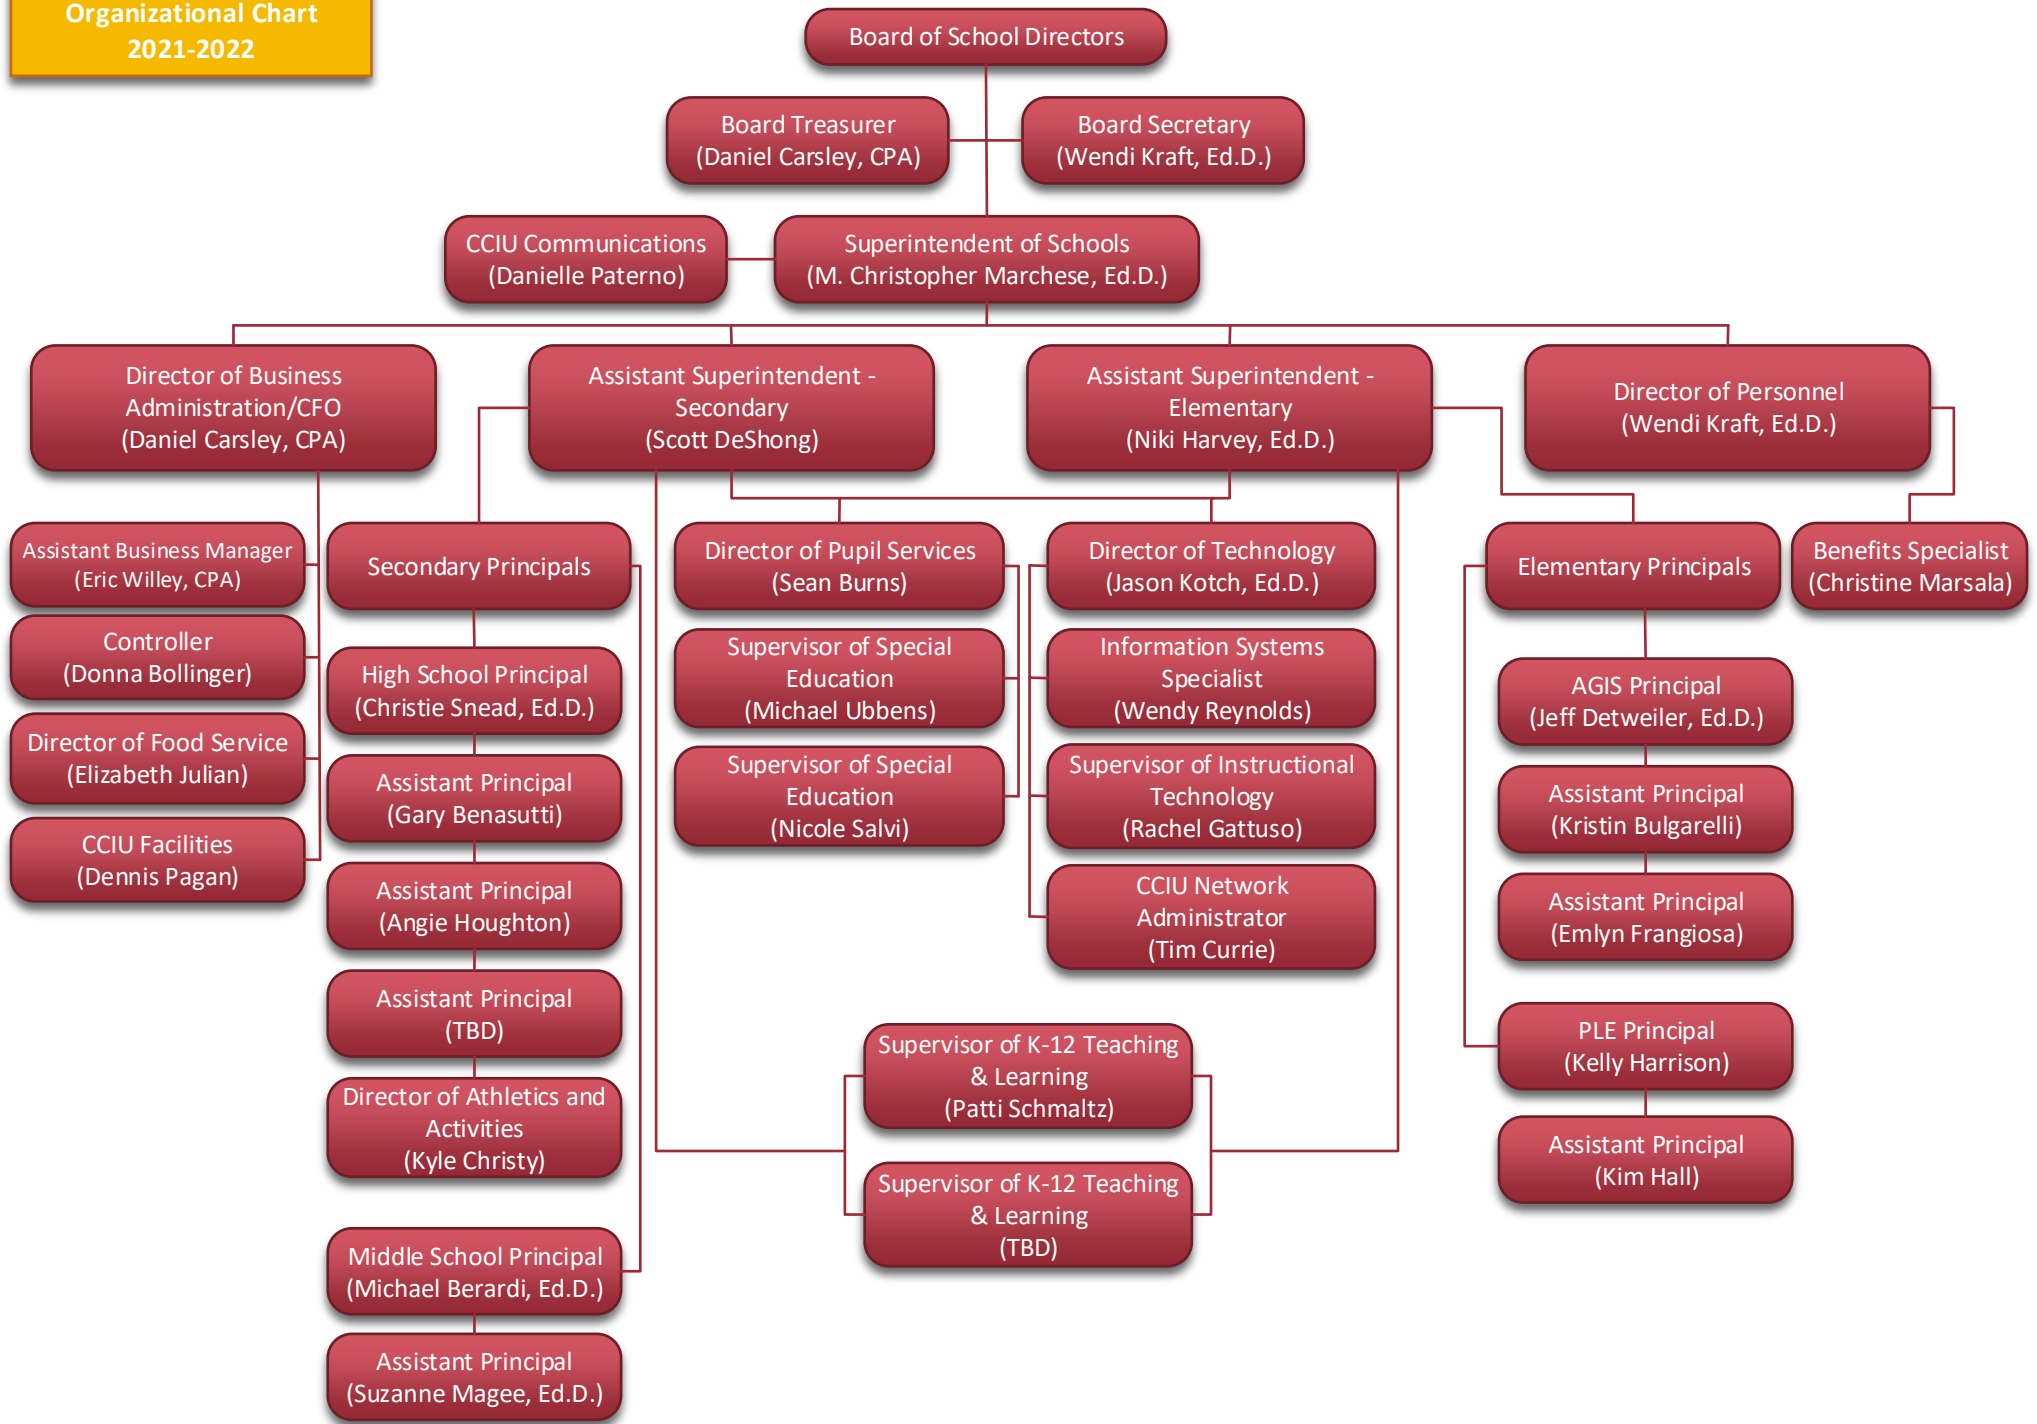 Organizational Chart
2021-2022
Board of School Directors
Board Treasurer
(Daniel Carsley, CPA)
Board Secretary
(Wendi Kraft, Ed.D.)
CCIU Communications
(Danielle Paterno)
Superintendent of Schools
(M. Christopher Marchese, Ed.D.)
Director of Business
Administration/CFO
(Daniel Carsley, CPA)
Assistant Superintendent -
Secondary
(Scott DeShong)
Assistant Superintendent -
Elementary
(Niki Harvey, Ed.D.)
Director of Personnel
(Wendi Kraft, Ed.D.)
Assistant Business Manager
(Eric Willey, CPA)
Controller
(Donna Bollinger)
Director of Food Service
(Elizabeth Julian)
CCIU Facilities
(Dennis Pagan)
Secondary Principals
High School Principal
(Christie Snead, Ed.D.)
Assistant Principal
(Gary Benasutti)
Assistant Principal
(Angie Houghton)
Assistant Principal
(TBD)
Director of Athletics and
Activities
(Kyle Christy)
Middle School Principal
(Michael Berardi, Ed.D.)
Assistant Principal
(Suzanne Magee, Ed.D.)
Director of Pupil Services
(Sean Burns)
Supervisor of Special
Education
(Michael Ubbens)
Supervisor of Special
Education
(Nicole Salvi)
Director of Technology
(Jason Kotch, Ed.D.)
Information Systems
Specialist
(Wendy Reynolds)
Supervisor of Instructional
Technology
(Rachel Gattuso)
CCIU Network
Administrator
(Tim Currie)
Supervisor of K-12 Teaching
& Learning
(Patti Schmaltz)
Supervisor of K-12 Teaching
& Learning
(TBD)
Elementary Principals
AGIS Principal
(Jeff Detweiler, Ed.D.)
Assistant Principal
(Kristin Bulgarelli)
Assistant Principal
(Emlyn Frangiosa)
PLE Principal
(Kelly Harrison)
Assistant Principal
(Kim Hall)
Benefits Specialist
(Christine Marsala)